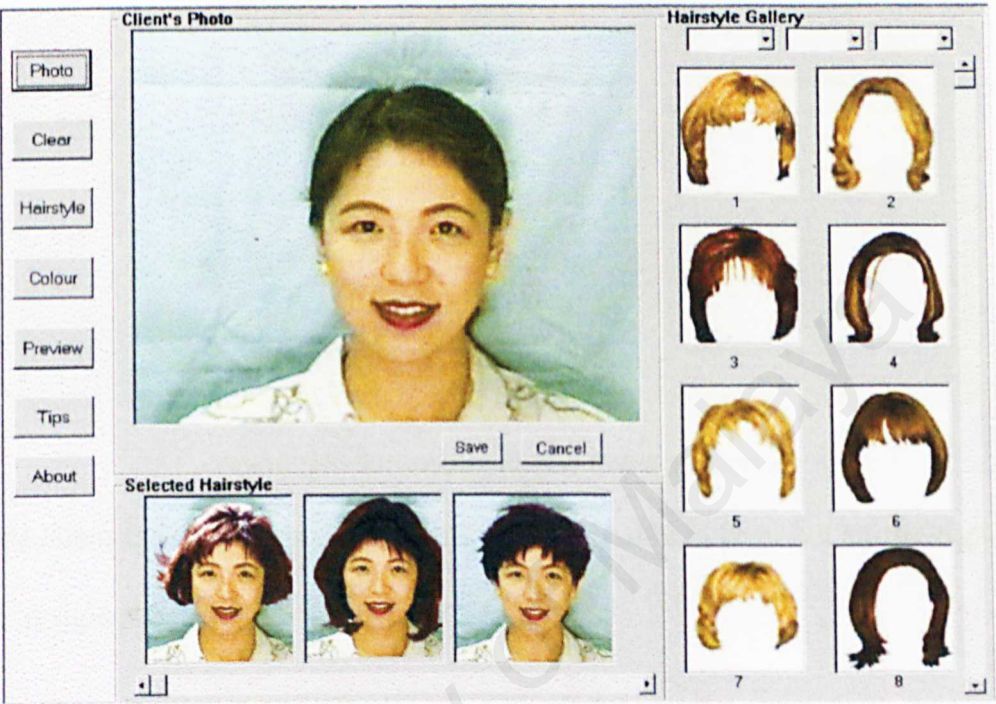 Photo
Clear
Hairstyle
Colour
Preview
Tips
About
Client's Photo
Save Cancel
Selected Hairstyle
Hairstyle Gallery
1 2
3 4
5 6
7 8
Malaya